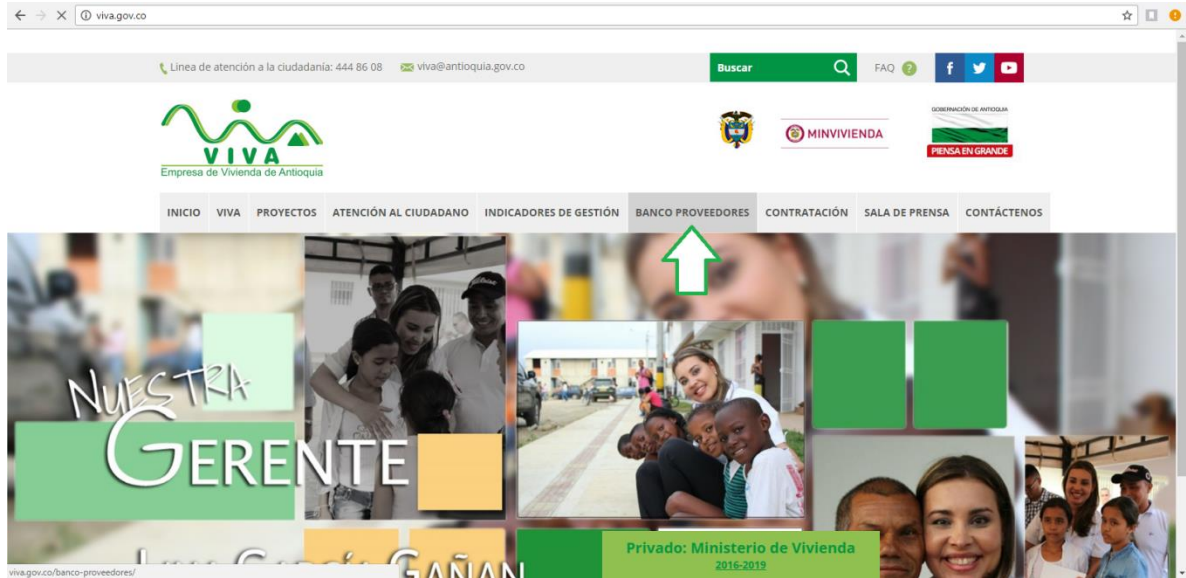 viva.gov.co
Linea de atención a la ciudadanía: 444 86 08 viva@antioquia.gov.co Buscar FAQ ? f
GOBERNACIÓN DE ANTIOQUIA
MINVIVIENDA
PIENSA EN GRANDE
VIVA
Empresa de Vivienda de Antioquia
INICIO VIVA PROYECTOS ATENCIÓN AL CIUDADANO INDICADORES DE GESTIÓN BANCO PROVEEDORES CONTRATACIÓN SALA DE PRENSA CONTÁCTENOS
NUESTRA
GERENTE
García Gañán
Privado: Ministerio de Vivienda
2016-2019
viva.gov.co/banco-proveedores/